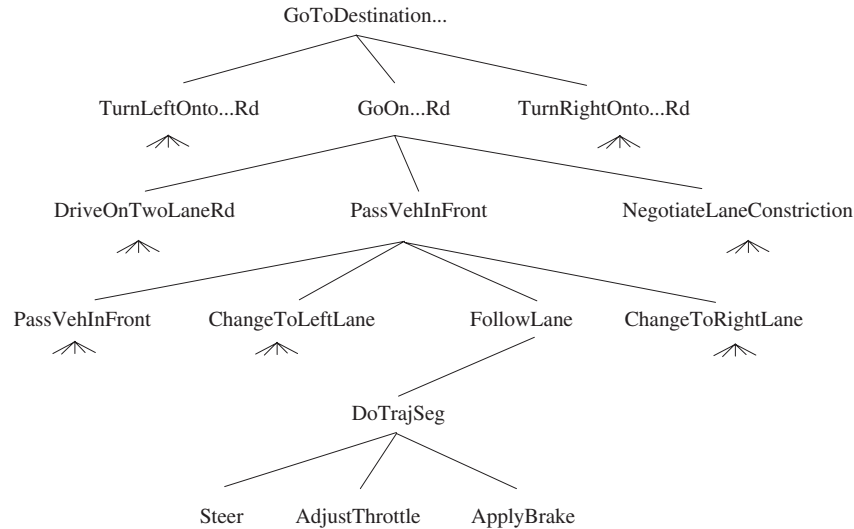 GoToDestination...
TurnLeftOnto...Rd GoOn...Rd TurnRightOnto...Rd
DriveOnTwoLaneRd PassVehInFront NegotiateLaneConstriction
PassVehInFront ChangeToLeftLane FollowLane ChangeToRightLane
DoTrajSeg
Steer AdjustThrottle ApplyBrake